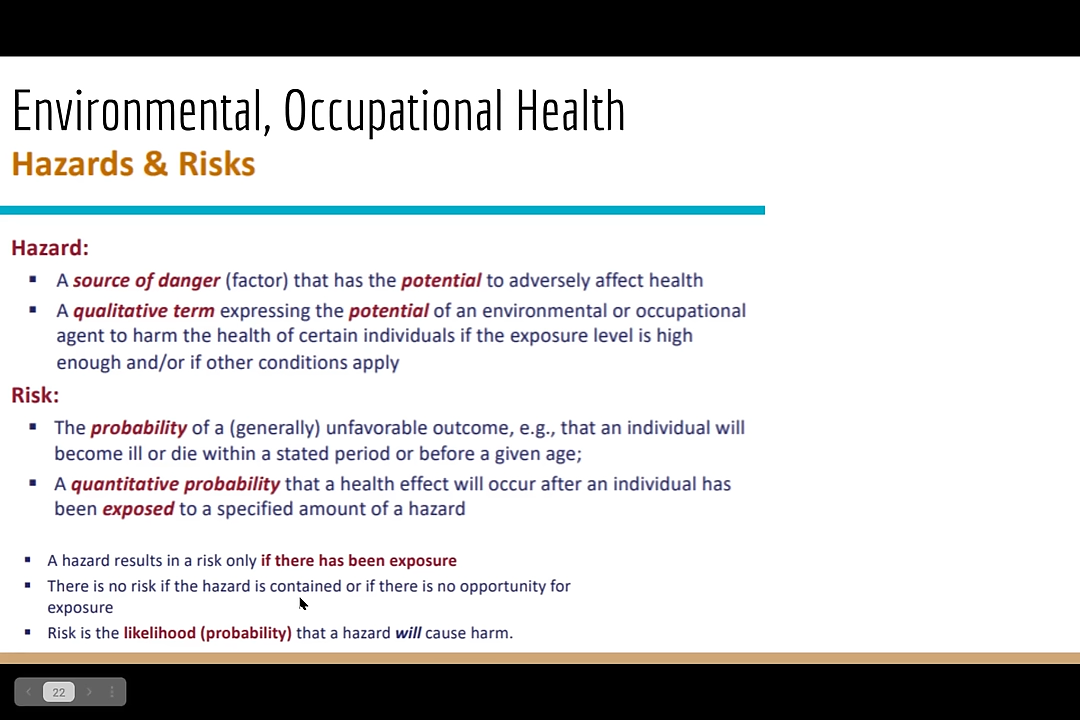 Environmental, Occupational Health
Hazards & Risks
Hazard:
▪ A source of danger (factor) that has the potential to adversely affect health
▪ A qualitative term expressing the potential of an environmental or occupational
agent to harm the health of certain individuals if the exposure level is high
enough and/or if other conditions apply
Risk:
▪ The probability of a (generally) unfavorable outcome, e.g., that an individual will
become ill or die within a stated period or before a given age;
▪ A quantitative probability that a health effect will occur after an individual has
been exposed to a specified amount of a hazard
▪ A hazard results in a risk only if there has been exposure
▪ There is no risk if the hazard is contained or if there is no opportunity for
exposure
▪ Risk is the likelihood (probability) that a hazard will cause harm.
22